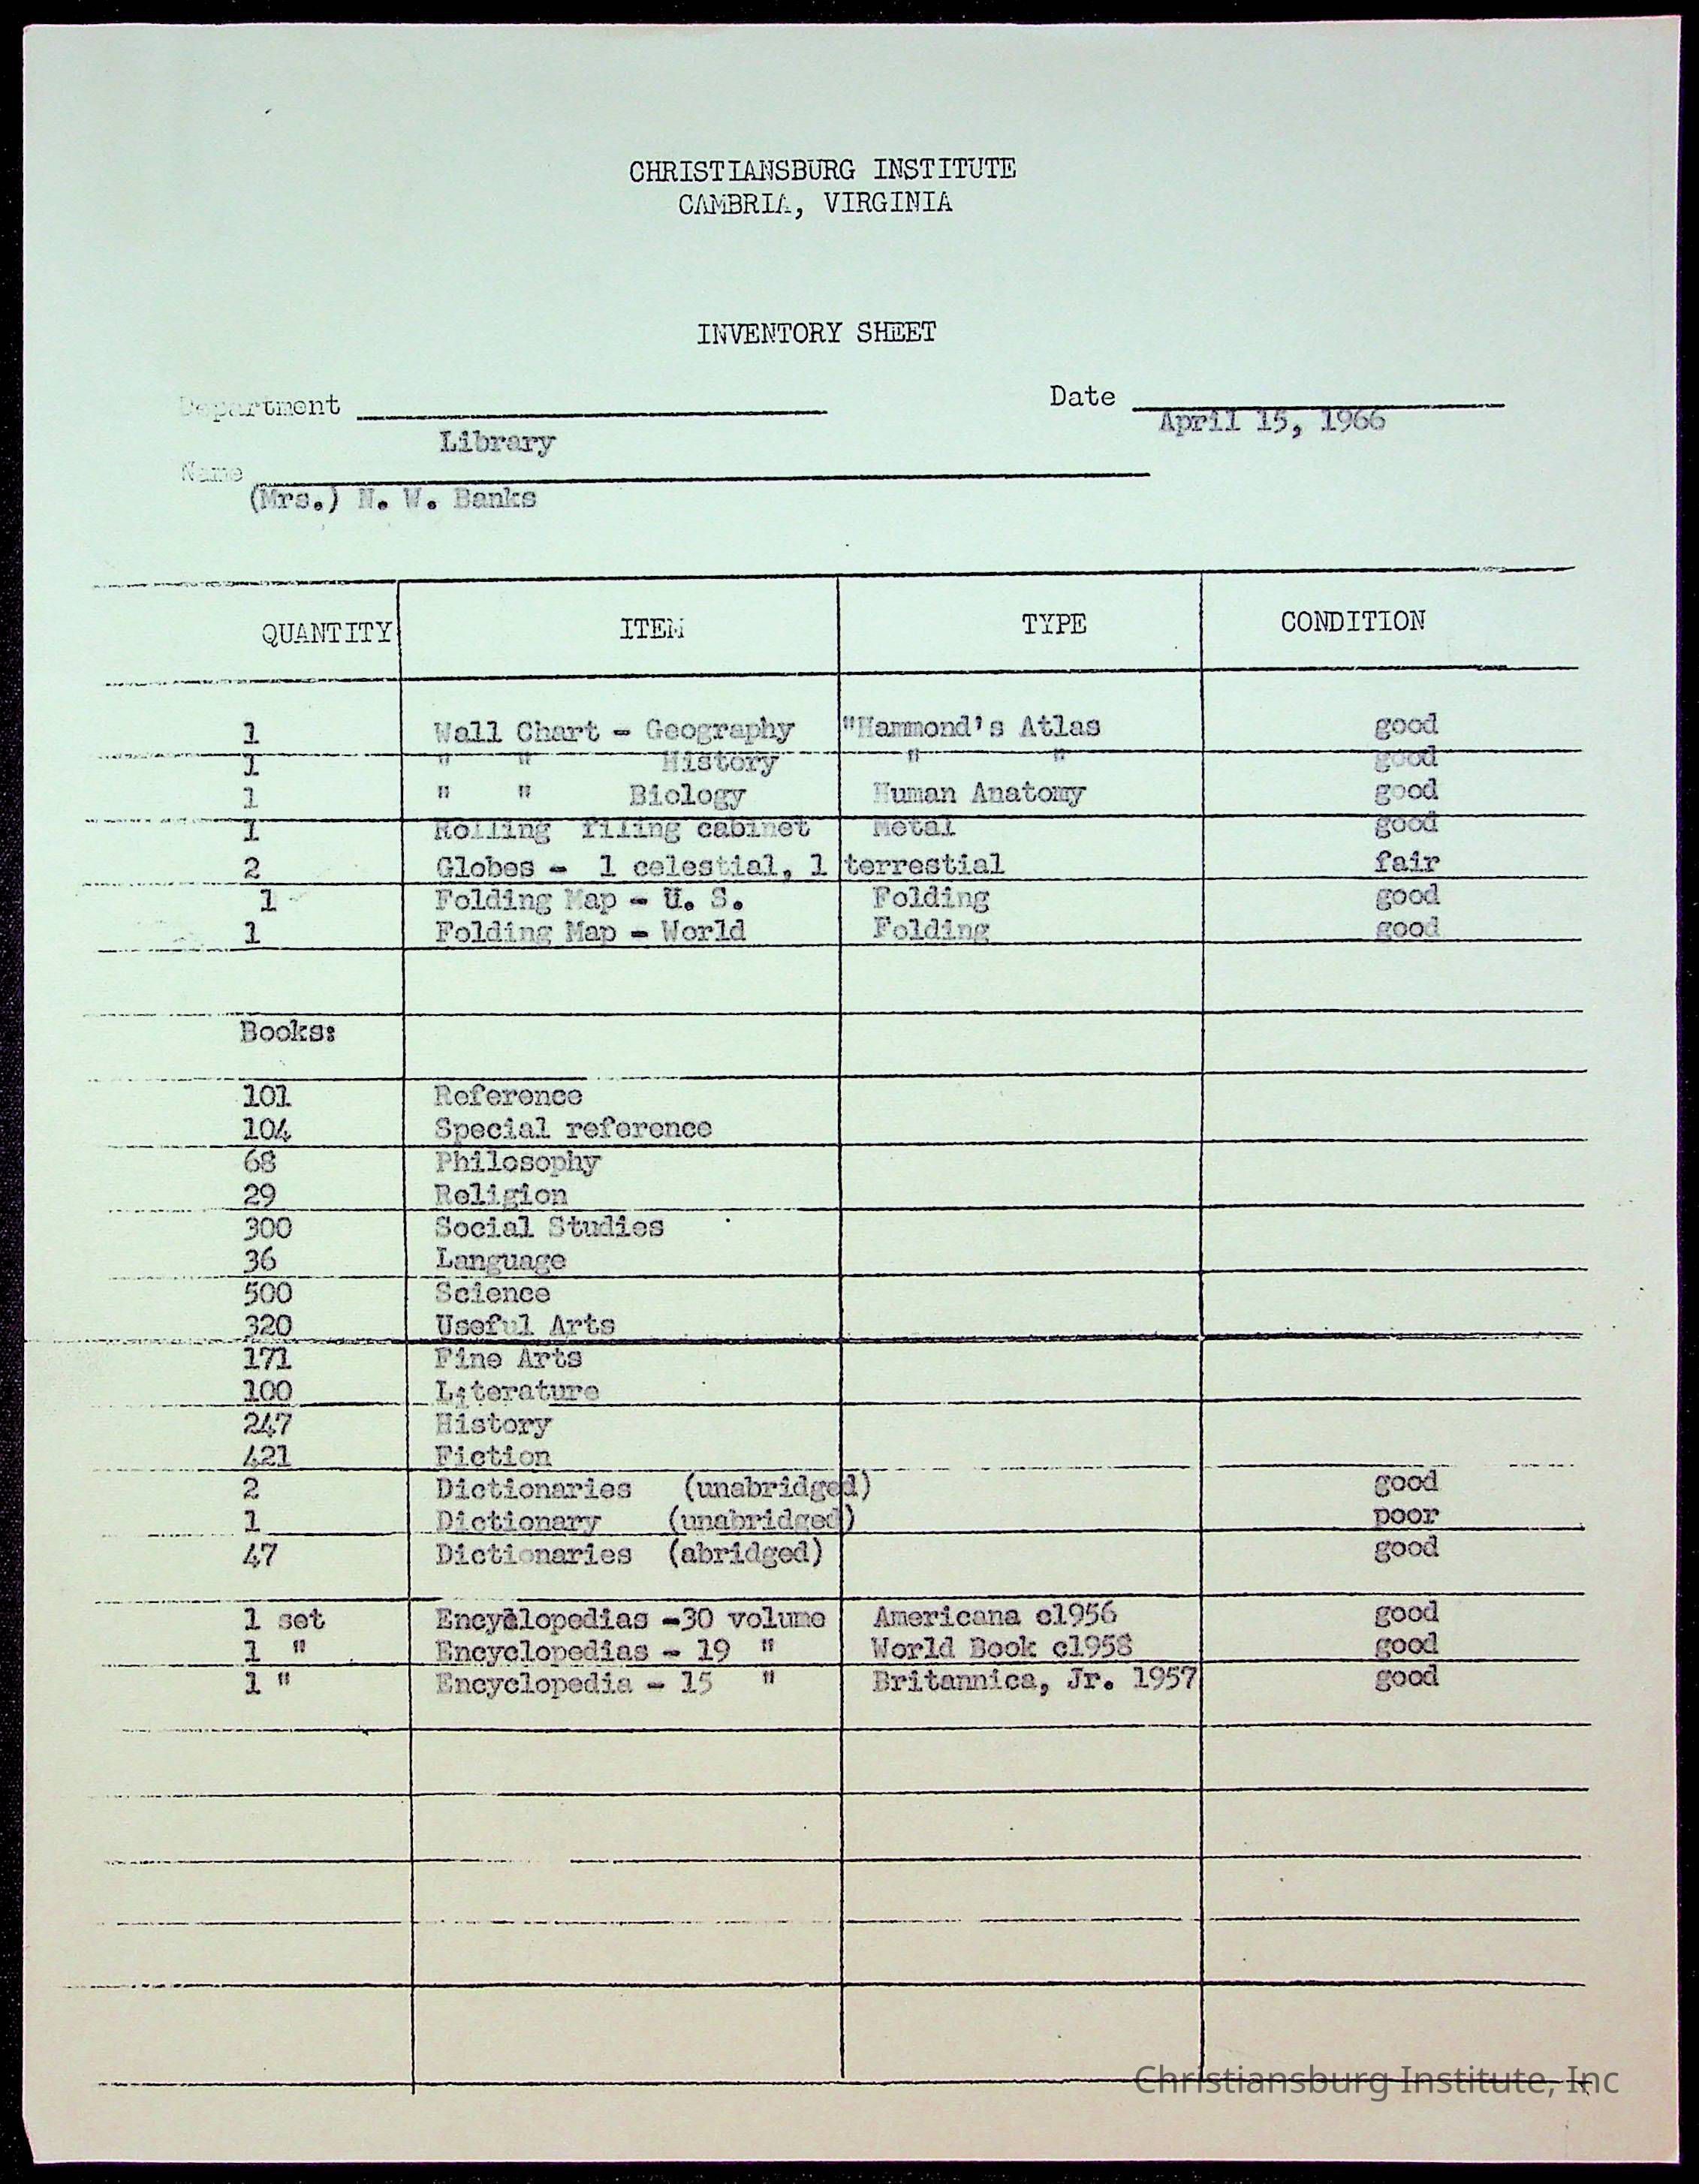 CHRISTIANSBURG INSTITUTE
CAMBRIA, VIRGINIA
INVENTORY SHEET
Department
Date
April 15, 1966
Library
Name
(Mrs.) N. W. Banks
QUANTITY ITEM TYPE CONDITION
1 Wall Chart - Geography "Hammond's Atlas good
1 " " History " " good
1 " " Biology Human Anatomy good
1 Rolling filing cabinet Metal good
2 Globes - 1 celestial, 1 terrestial fair
1 Folding Map - U. S. Folding good
1 Folding Map - World Folding good
Books:
101 Reference
104 Special reference
68 Philosophy
29 Religion
300 Social Studies
36 Language
500 Science
320 Useful Arts
171 Fine Arts
100 Literature
247 History
421 Fiction
2 Dictionaries (unabridged) good
1 Dictionary (unabridged) poor
47 Dictionaries (abridged) good
1 set Encyclopedias -30 volume Americana c1956 good
1 " Encyclopedias - 19 " World Book c1958 good
1 " Encyclopedia - 15 " Britannica, Jr. 1957 good
Christiansburg Institute, Inc